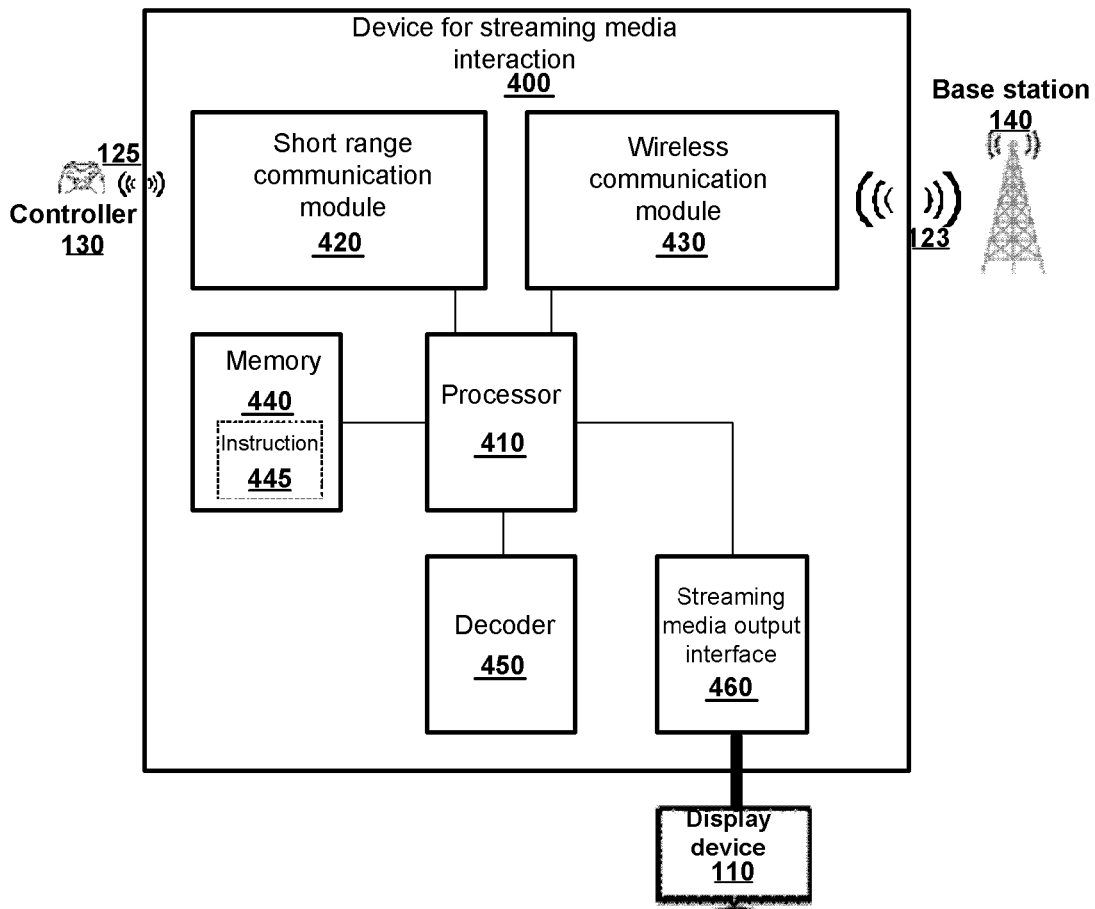 Device for streaming media
interaction
400
Base station
140
125
Controller
130
Short range
communication
module
420
Wireless
communication
module
430
123
Memory
440
Instruction
445
Processor
410
Decoder
450
Streaming
media output
interface
460
Display
device
110